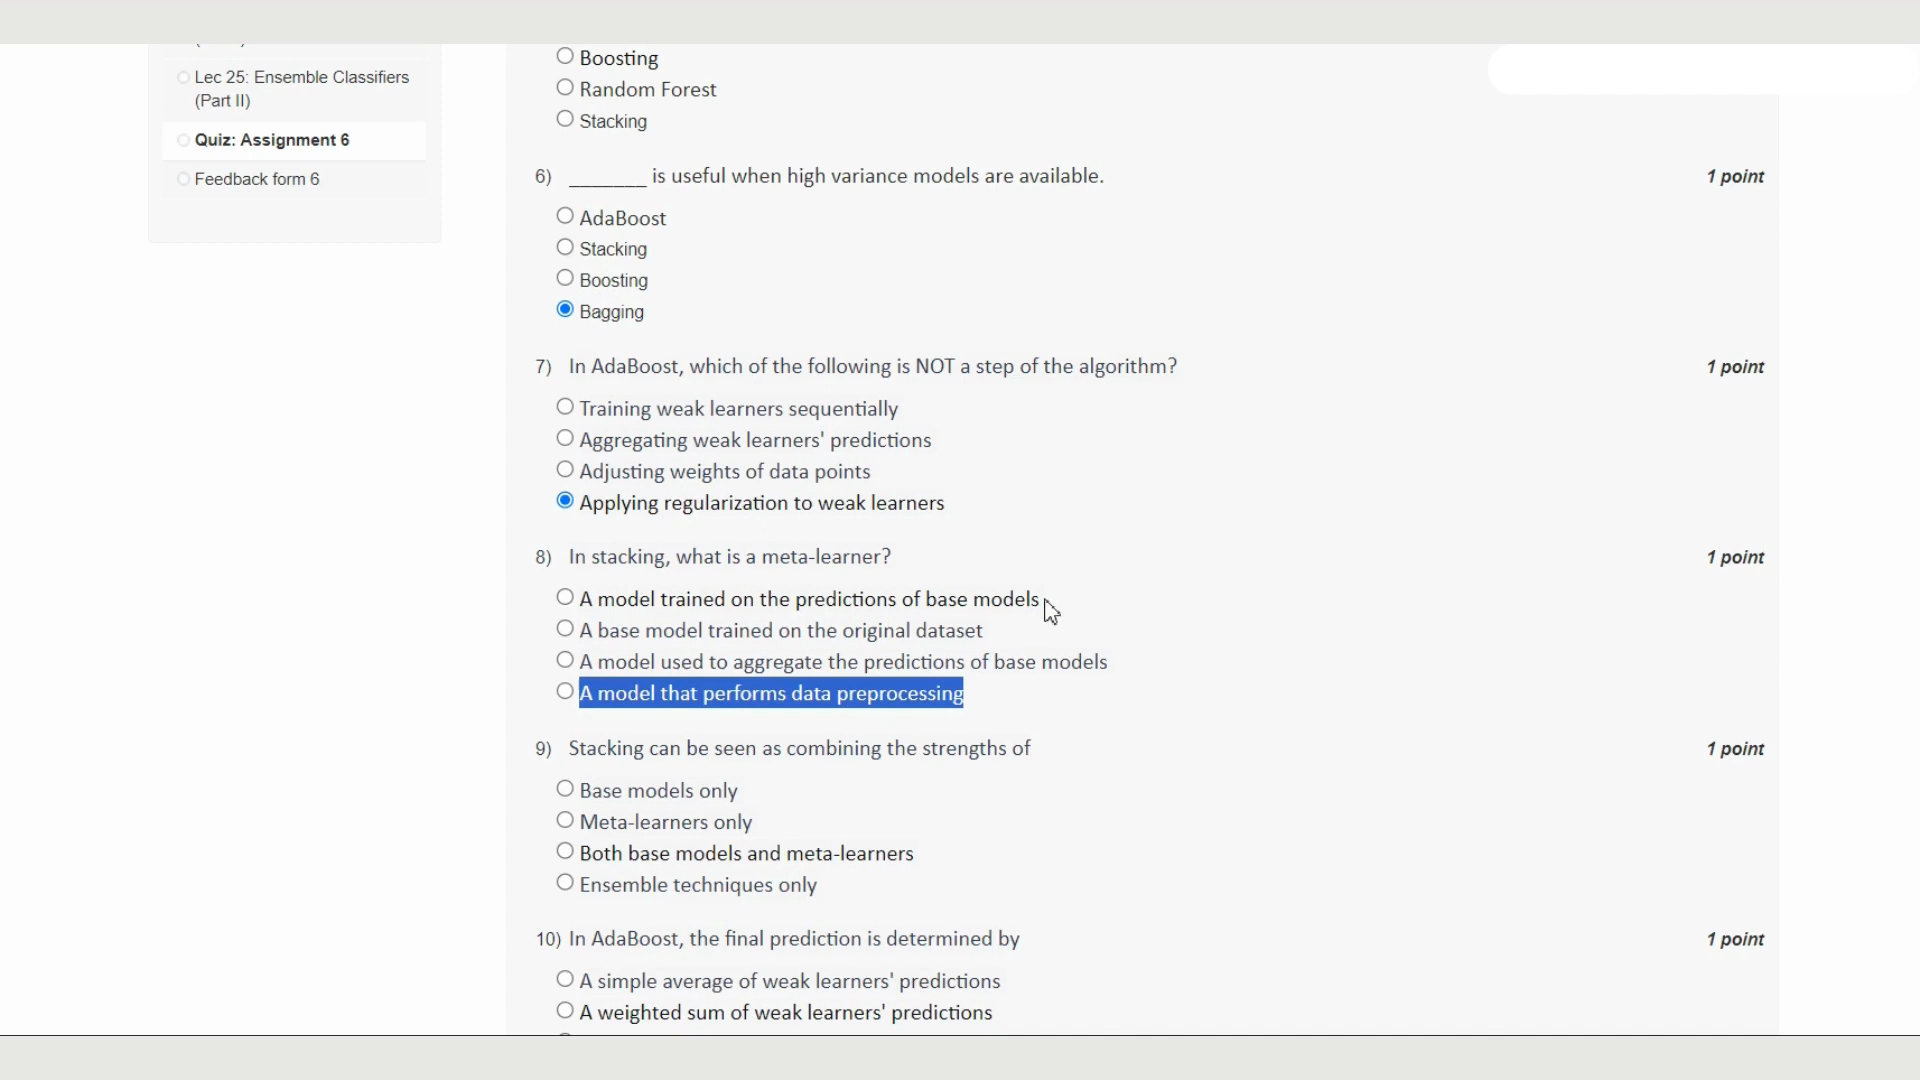 Lec 25: Ensemble Classifiers
(Part II)
Quiz: Assignment 6
Feedback form 6
Boosting
Random Forest
Stacking
6) _______ is useful when high variance models are available. 1 point
AdaBoost
Stacking
Boosting
Bagging
7) In AdaBoost, which of the following is NOT a step of the algorithm? 1 point
Training weak learners sequentially
Aggregating weak learners' predictions
Adjusting weights of data points
Applying regularization to weak learners
8) In stacking, what is a meta-learner? 1 point
A model trained on the predictions of base models
A base model trained on the original dataset
A model used to aggregate the predictions of base models
A model that performs data preprocessing
9) Stacking can be seen as combining the strengths of 1 point
Base models only
Meta-learners only
Both base models and meta-learners
Ensemble techniques only
10) In AdaBoost, the final prediction is determined by 1 point
A simple average of weak learners' predictions
A weighted sum of weak learners' predictions